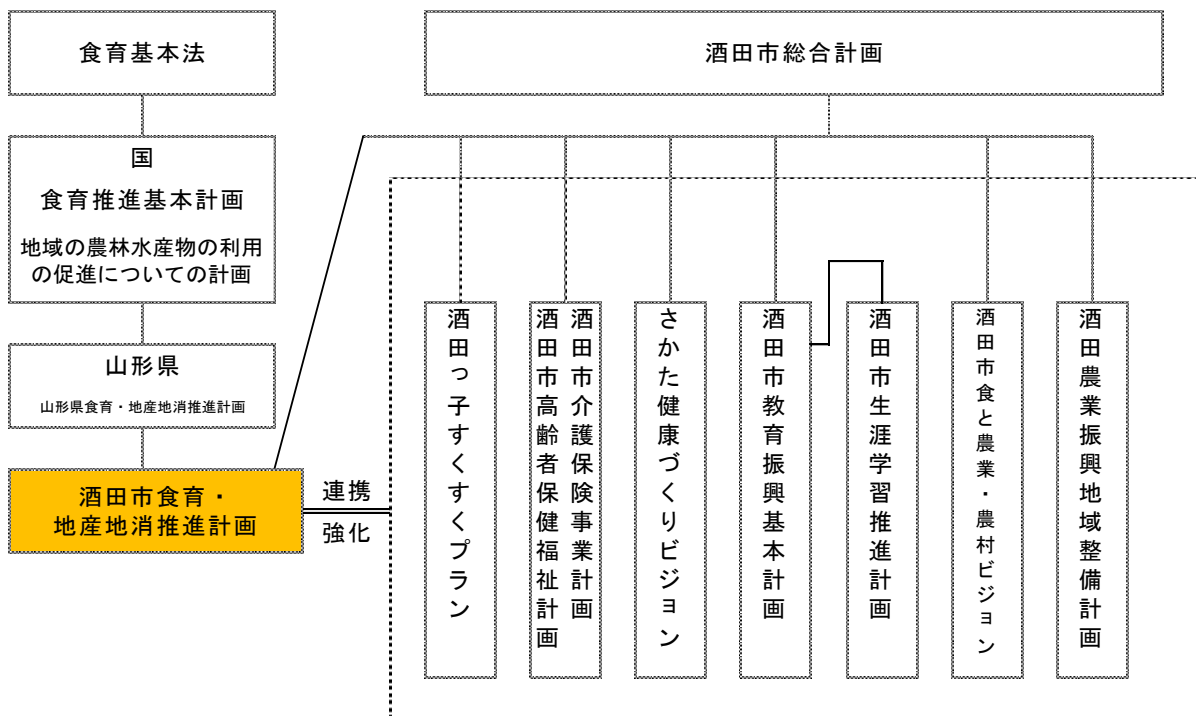 食育基本法
酒田市総合計画
国
食育推進基本計画
地域の農林水産物の利用
の促進についての計画
山形県
山形県食育・地産地消推進計画
酒田市食育・
地産地消推進計画
連携
強化
酒田っ子すくすくプラン
酒田市介護保険事業計画
酒田市高齢者保健福祉計画
さかた健康づくりビジョン
酒田市教育振興基本計画
酒田市生涯学習推進計画
酒田市食と農業・農村ビジョン
酒田農業振興地域整備計画